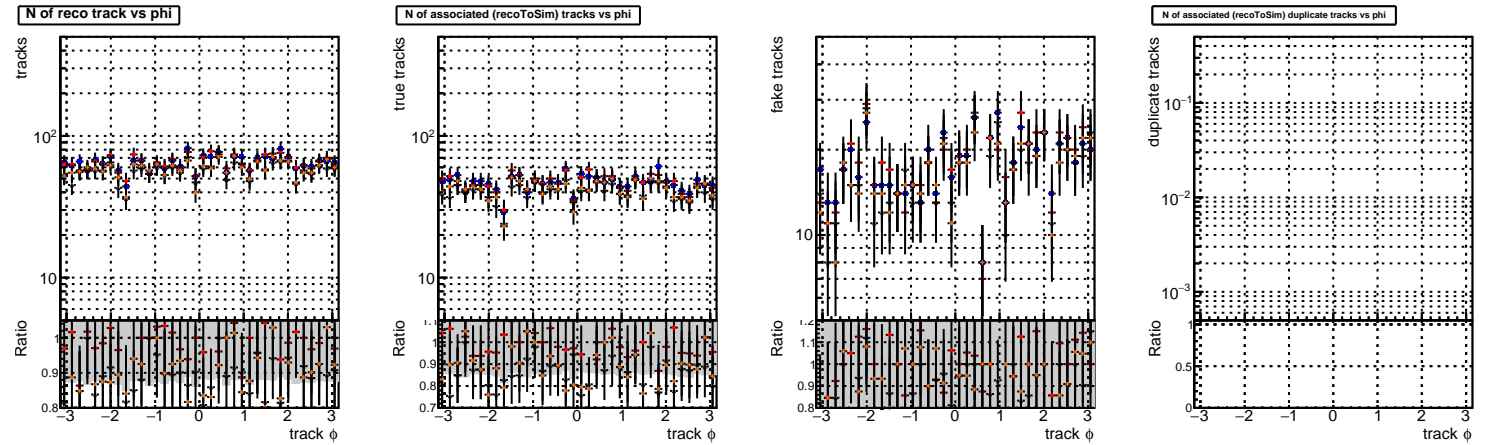 N of reco track vs phi
tracks
10²
10
Ratio
1
0.9
0.8
−3 −2 −1 0 1 2 3
track ϕ
N of associated (recoToSim) tracks vs phi
true tracks
10²
10
Ratio
1.1
1
0.9
0.8
0.7
−3 −2 −1 0 1 2 3
track ϕ
fake tracks
10
Ratio
1.2
1.1
1
0.9
0.8
−3 −2 −1 0 1 2 3
track ϕ
N of associated (recoToSim) duplicate tracks vs phi
duplicate tracks
10⁻¹
10⁻²
10⁻³
Ratio
1
0.5
0
−3 −2 −1 0 1 2 3
track ϕ